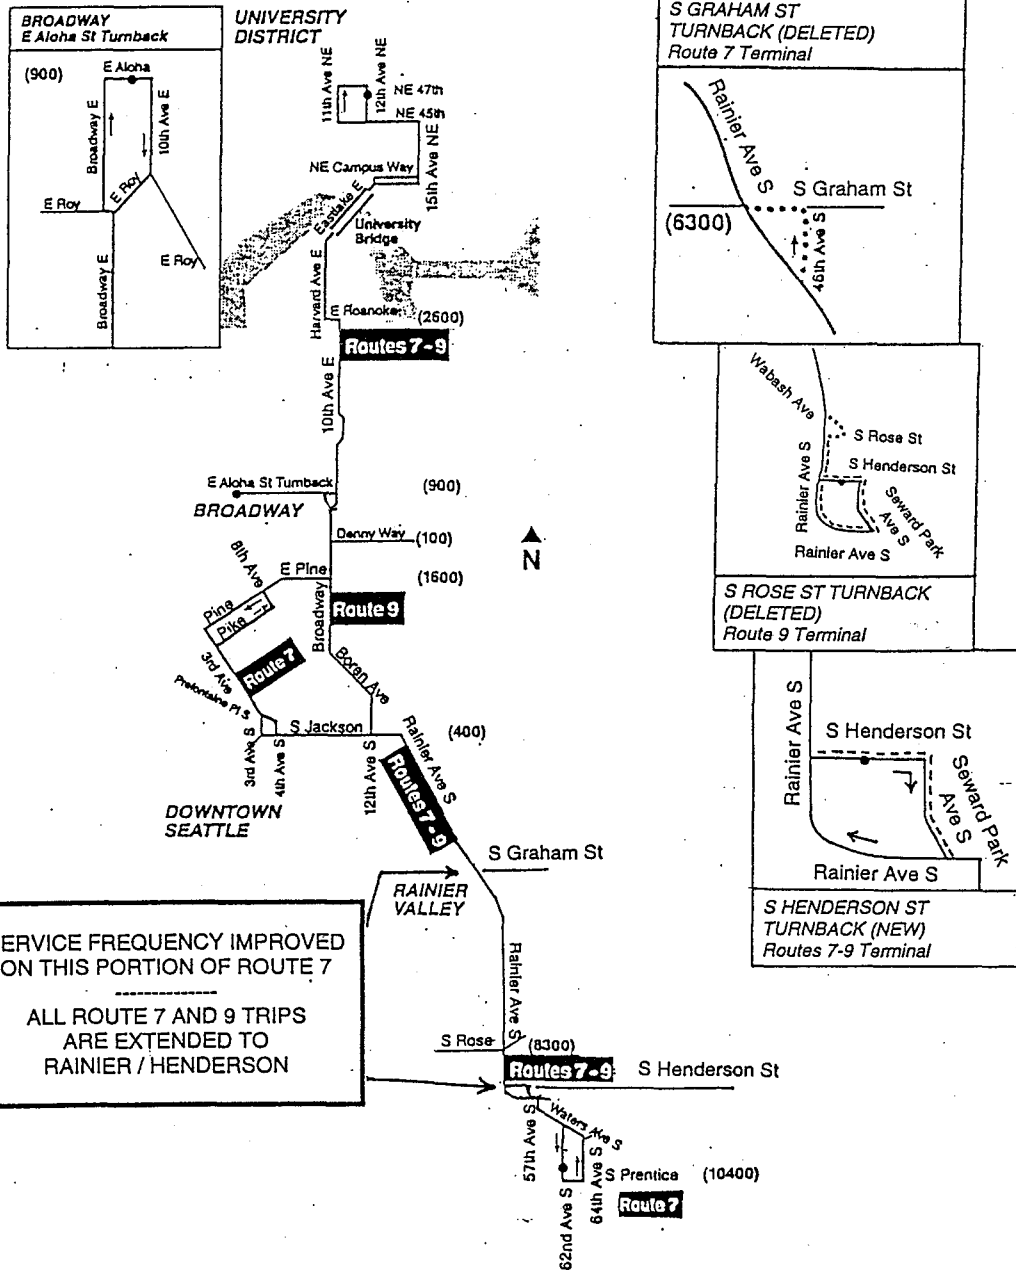 BROADWAY
E Aloha St Turnback
(900)
E Aloha
Broadway E
10th Ave E
E Roy
E Roy
E Roy
Broadway E
UNIVERSITY
DISTRICT
11th Ave NE
12th Ave NE
NE 47th
NE 45th
15th Ave NE
NE Campus Way
Eastlake E
University
Bridge
Harvard Ave E
E Roanoke
(2600)
Routes 7-9
10th Ave E
E Aloha St Turnback
(900)
BROADWAY
Denny Way
(100)
8th Ave
E Pine
(1600)
Pine
Pike
Broadway
Route 9
3rd Ave
Route 7
Boren Ave
Prefontaine Pl S
S Jackson
Rainier Ave S
(400)
3rd Ave S
4th Ave S
12th Ave S
Routes 7-9
DOWNTOWN
SEATTLE
S Graham St
RAINIER
VALLEY
ERVICE FREQUENCY IMPROVED
ON THIS PORTION OF ROUTE 7
--------------
ALL ROUTE 7 AND 9 TRIPS
ARE EXTENDED TO
RAINIER / HENDERSON
Rainier Ave S
S Rose
(8300)
Routes 7-9
S Henderson St
57th Ave S
Waters Ave S
S Prentice
(10400)
62nd Ave S
64th Ave S
Route 7
N
S GRAHAM ST
TURNBACK (DELETED)
Route 7 Terminal
Rainier Ave S
S Graham St
(6300)
46th Ave S
Wabash Ave
S Rose St
Rainier Ave S
S Henderson St
Seward Park
Ave S
Rainier Ave S
S ROSE ST TURNBACK
(DELETED)
Route 9 Terminal
Rainier Ave S
S Henderson St
Seward Park
Ave S
Rainier Ave S
S HENDERSON ST
TURNBACK (NEW)
Routes 7-9 Terminal